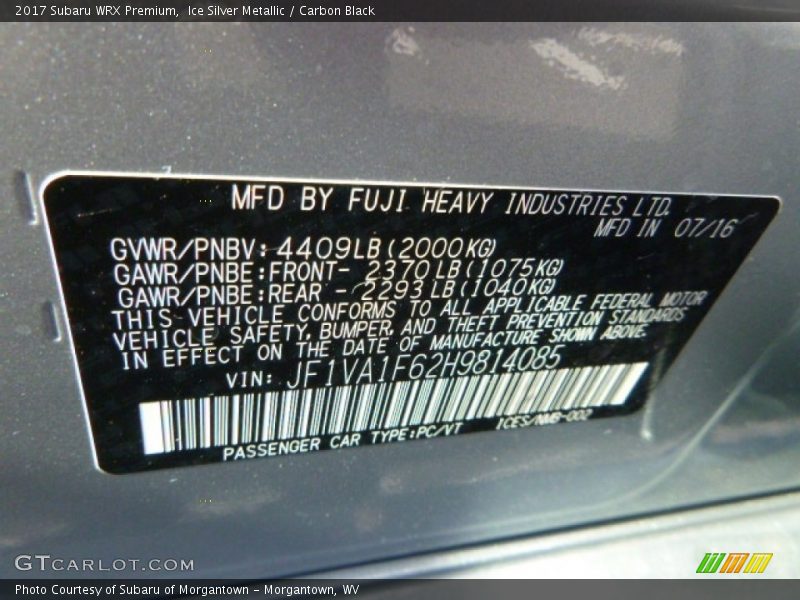 2017 Subaru WRX Premium, Ice Silver Metallic / Carbon Black
MFD BY FUJI HEAVY INDUSTRIES LTD.
MFD IN 07/16
GVWR/PNBV: 4409LB(2000KG)
GAWR/PNBE:FRONT- 2370LB(1075KG)
GAWR/PNBE:REAR - 2293LB(1040KG)
THIS VEHICLE CONFORMS TO ALL APPLICABLE FEDERAL MOTOR
VEHICLE SAFETY, BUMPER, AND THEFT PREVENTION STANDARDS
IN EFFECT ON THE DATE OF MANUFACTURE SHOWN ABOVE.
VIN: JF1VA1F62H9814085
PASSENGER CAR TYPE:PC/VT ICES/NMB-002
GTCARLOT.COM
Photo Courtesy of Subaru of Morgantown - Morgantown, WV